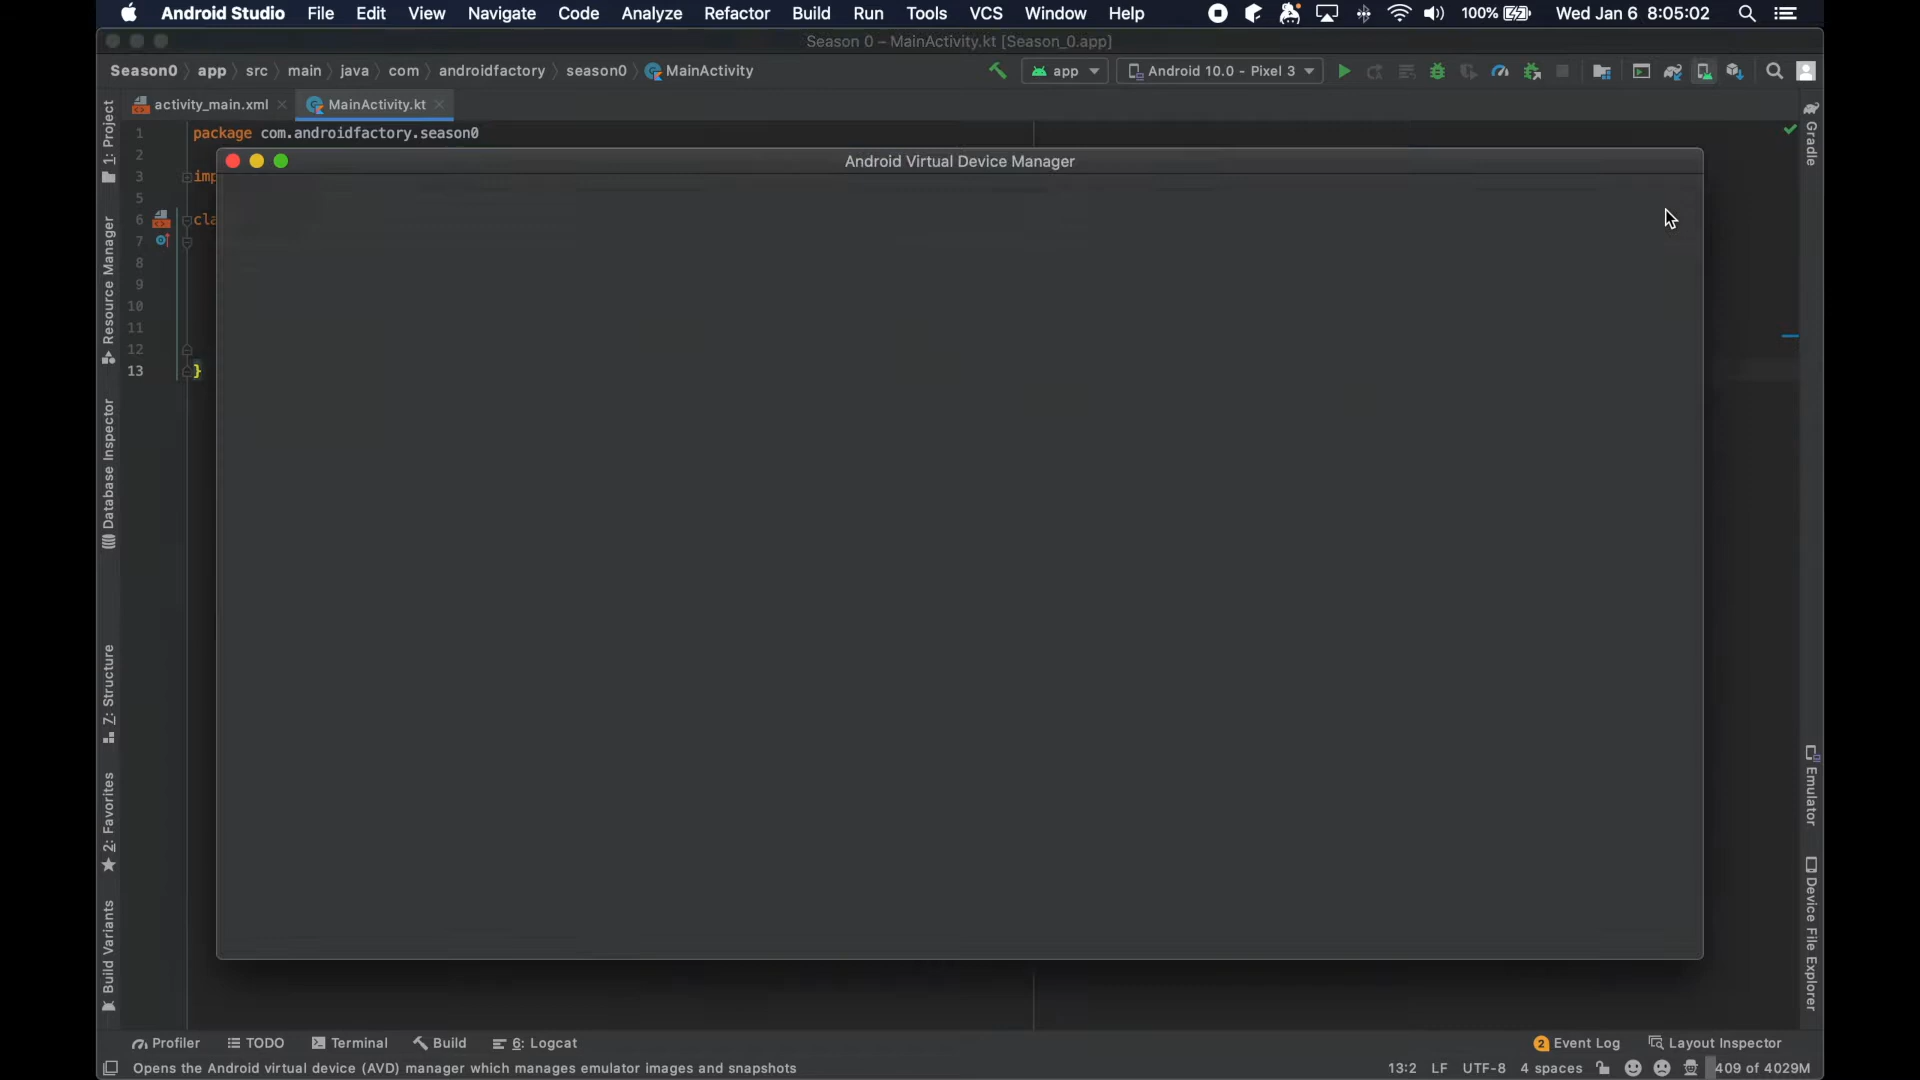 Android Studio File Edit View Navigate Code Analyze Refactor Build Run Tools VCS Window Help 100% Wed Jan 6 8:05:02
Season 0 – MainActivity.kt [Season_0.app]
Season0 app src main java com androidfactory season0 MainActivity app Android 10.0 - Pixel 3
activity_main.xml MainActivity.kt
1 package com.androidfactory.season0
2
Android Virtual Device Manager
3 imp
5
6 cla
7
8
9
10
11
12
13 }
1: Project
Resource Manager
Database Inspector
Z: Structure
2: Favorites
Build Variants
Gradle
Emulator
Device File Explorer
Profiler TODO Terminal Build 6: Logcat 2 Event Log Layout Inspector
Opens the Android virtual device (AVD) manager which manages emulator images and snapshots 13:2 LF UTF-8 4 spaces 409 of 4029M